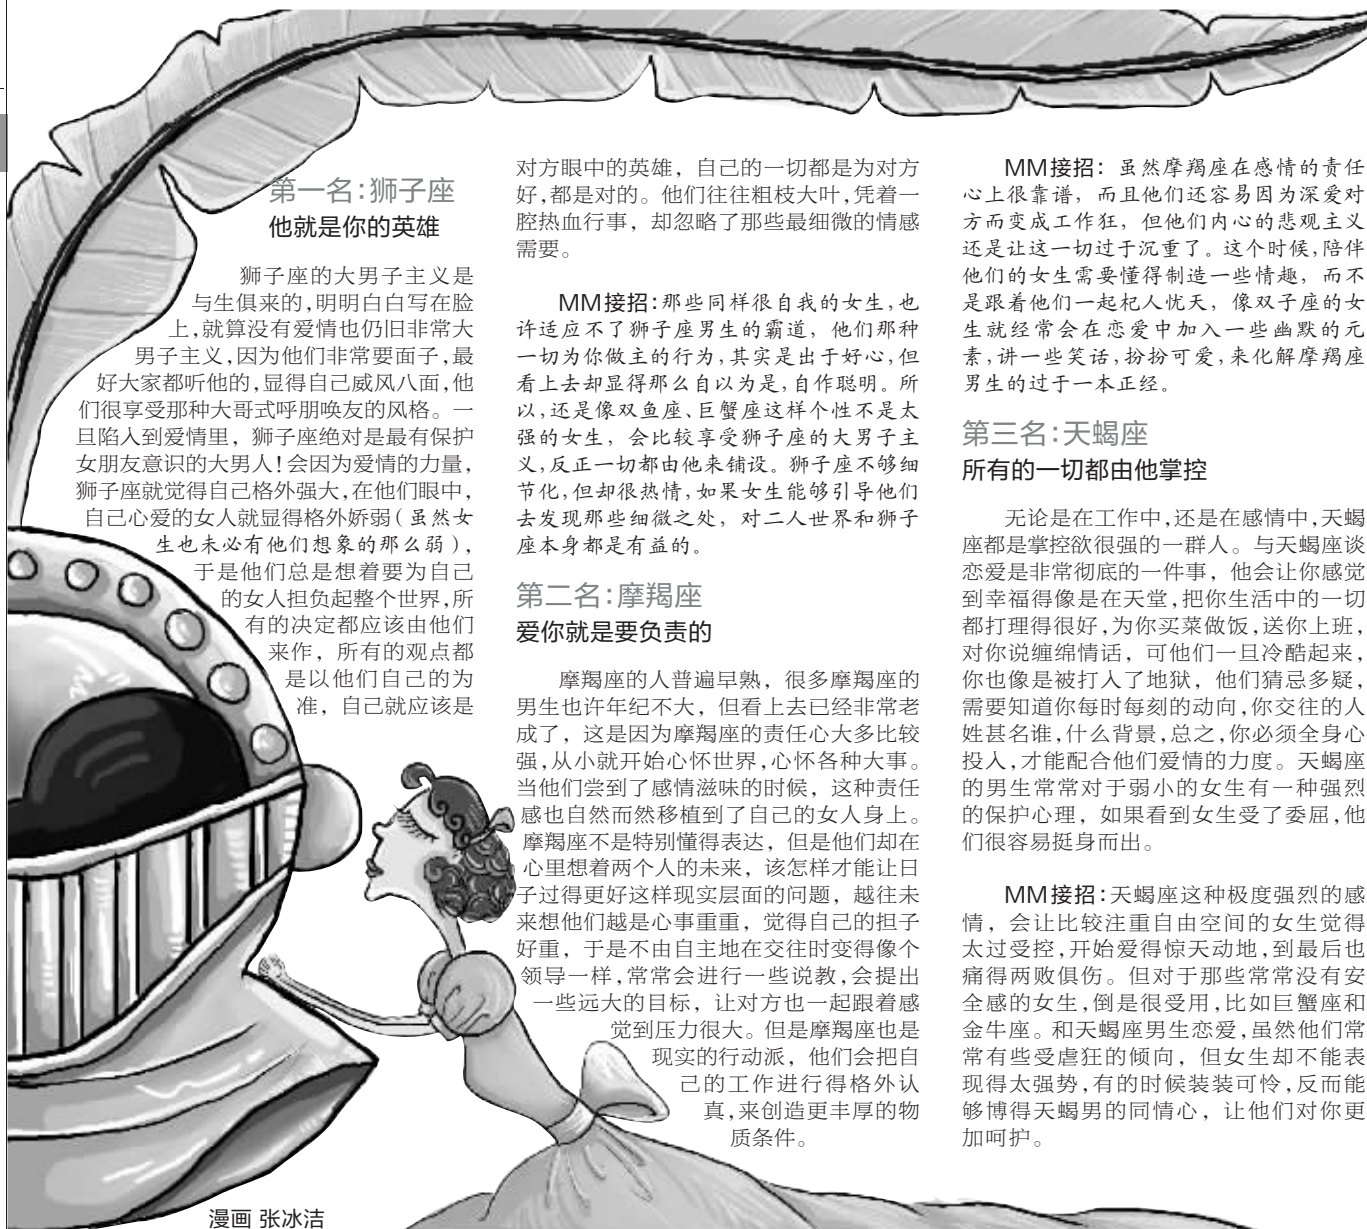 第一名:狮子座
他就是你的英雄
狮子座的大男子主义是
与生俱来的,明明白白写在脸
上,就算没有爱情也仍旧非常大
男子主义,因为他们非常要面子,最
好大家都听他的,显得自己威风八面,他
们很享受那种大哥式呼朋唤友的风格。一
旦陷入到爱情里，狮子座绝对是最有保护
女朋友意识的大男人!会因为爱情的力量,
狮子座就觉得自己格外强大,在他们眼中,
自己心爱的女人就显得格外娇弱(虽然女
生也未必有他们想象的那么弱),
于是他们总是想着要为自己
的女人担负起整个世界,所
有的决定都应该由他们
来作，所有的观点都
是以他们自己的为
准，自己就应该是
对方眼中的英雄，自己的一切都是为对方
好,都是对的。他们往往粗枝大叶,凭着一
腔热血行事，却忽略了那些最细微的情感
需要。
MM接招:那些同样很自我的女生,也
许适应不了狮子座男生的霸道，他们那种
一切为你做主的行为,其实是出于好心,但
看上去却显得那么自以为是,自作聪明。所
以,还是像双鱼座、巨蟹座这样个性不是太
强的女生，会比较享受狮子座的大男子主
义,反正一切都由他来铺设。狮子座不够细
节化,但却很热情,如果女生能够引导他们
去发现那些细微之处，对二人世界和狮子
座本身都是有益的。
第二名:摩羯座
爱你就是要负责的
摩羯座的人普遍早熟，很多摩羯座的
男生也许年纪不大，但看上去已经非常老
成了，这是因为摩羯座的责任心大多比较
强,从小就开始心怀世界,心怀各种大事。
当他们尝到了感情滋味的时候，这种责任
感也自然而然移植到了自己的女人身上。
摩羯座不是特别懂得表达，但是他们却在
心里想着两个人的未来，该怎样才能让日
子过得更好这样现实层面的问题，越往未
来想他们越是心事重重，觉得自己的担子
好重，于是不由自主地在交往时变得像个
领导一样,常常会进行一些说教,会提出
一些远大的目标，让对方也一起跟着感
觉到压力很大。但是摩羯座也是
现实的行动派，他们会把自
己的工作进行得格外认
真,来创造更丰厚的物
质条件。
MM接招：虽然摩羯座在感情的责任
心上很靠谱，而且他们还容易因为深爱对
方而变成工作狂，但他们内心的悲观主义
还是让这一切过于沉重了。这个时候,陪伴
他们的女生需要懂得制造一些情趣，而不
是跟着他们一起杞人忧天，像双子座的女
生就经常会在恋爱中加入一些幽默的元
素,讲一些笑话,扮扮可爱,来化解摩羯座
男生的过于一本正经。
第三名:天蝎座
所有的一切都由他掌控
无论是在工作中,还是在感情中,天蝎
座都是掌控欲很强的一群人。与天蝎座谈
恋爱是非常彻底的一件事，他会让你感觉
到幸福得像是在天堂,把你生活中的一切
都打理得很好,为你买菜做饭,送你上班,
对你说缠绵情话，可他们一旦冷酷起来,
你也像是被打入了地狱，他们猜忌多疑,
需要知道你每时每刻的动向,你交往的人
姓甚名谁,什么背景,总之,你必须全身心
投入,才能配合他们爱情的力度。天蝎座
的男生常常对于弱小的女生有一种强烈
的保护心理，如果看到女生受了委屈,他
们很容易挺身而出。
MM接招:天蝎座这种极度强烈的感
情，会让比较注重自由空间的女生觉得
太过受控,开始爱得惊天动地,到最后也
痛得两败俱伤。但对于那些常常没有安
全感的女生,倒是很受用,比如巨蟹座和
金牛座。和天蝎座男生恋爱,虽然他们常
常有些受虐狂的倾向，但女生却不能表
现得太强势,有的时候装装可怜,反而能
够博得天蝎男的同情心，让他们对你更
加呵护。
漫画 张冰洁